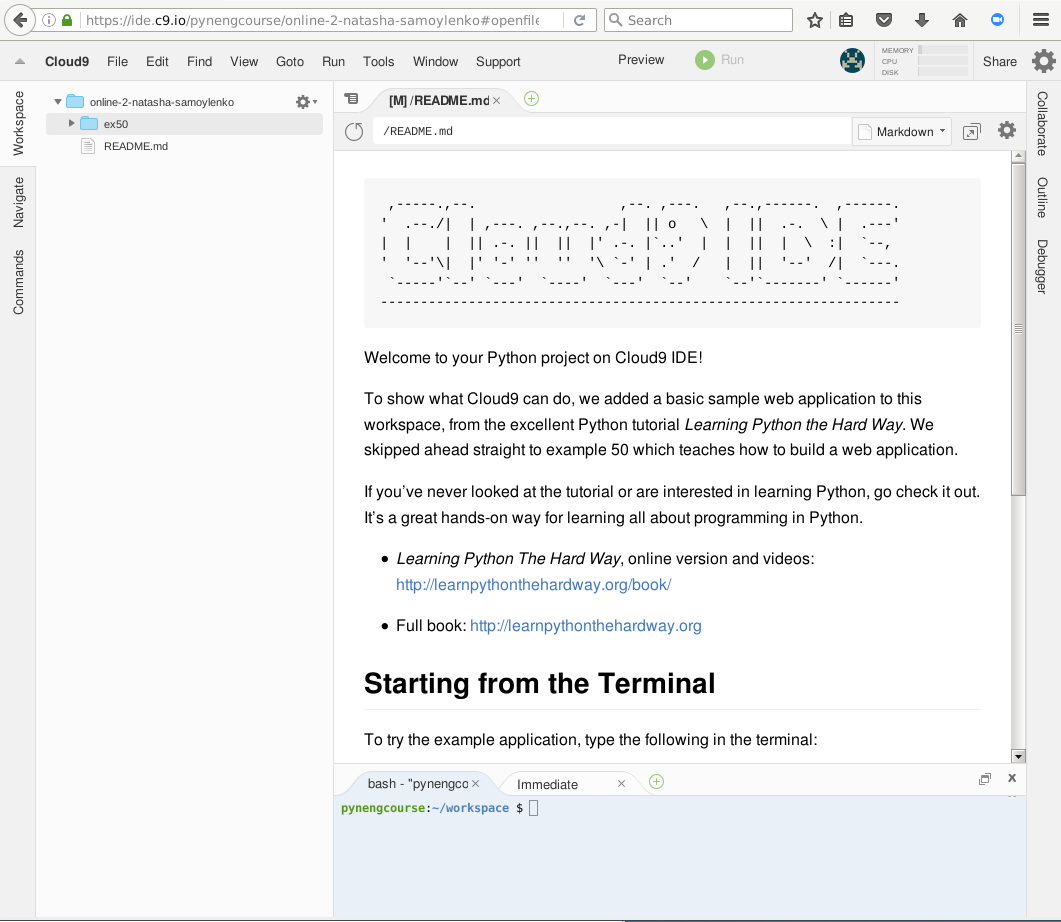 https://ide.c9.io/pynengcourse/online-2-natasha-samoylenko#openfile
Search
Cloud9 File Edit Find View Goto Run Tools Window Support Preview Run MEMORY CPU DISK Share
Workspace
Navigate
Commands
online-2-natasha-samoylenko
ex50
README.md
[M] /README.md
/README.md
Markdown
Collaborate
Outline
Debugger
 ,-----.,--.                  ,--. ,---.   ,--.,------.  ,------.
'  .--./|  | ,---. ,--.,--. ,-|  || o   \  |  ||  .-.  \ |  .---'
|  |    |  || .-. ||  ||  |' .-. |`..'  |  |  ||  |  \  :|  `--,
'  '--'\|  |' '-' ''  ''  '\ `-' | .'  /   |  ||  '--'  /|  `---.
 `-----'`--' `---'  `----'  `---'  `--'    `--'`-------' `------'
-----------------------------------------------------------------
Welcome to your Python project on Cloud9 IDE!
To show what Cloud9 can do, we added a basic sample web application to this
workspace, from the excellent Python tutorial Learning Python the Hard Way. We
skipped ahead straight to example 50 which teaches how to build a web application.
If you've never looked at the tutorial or are interested in learning Python, go check it out.
It's a great hands-on way for learning all about programming in Python.
• Learning Python The Hard Way, online version and videos:
http://learnpythonthehardway.org/book/
• Full book: http://learnpythonthehardway.org
Starting from the Terminal
To try the example application, type the following in the terminal:
bash - "pynengco
Immediate
pynengcourse:~/workspace $